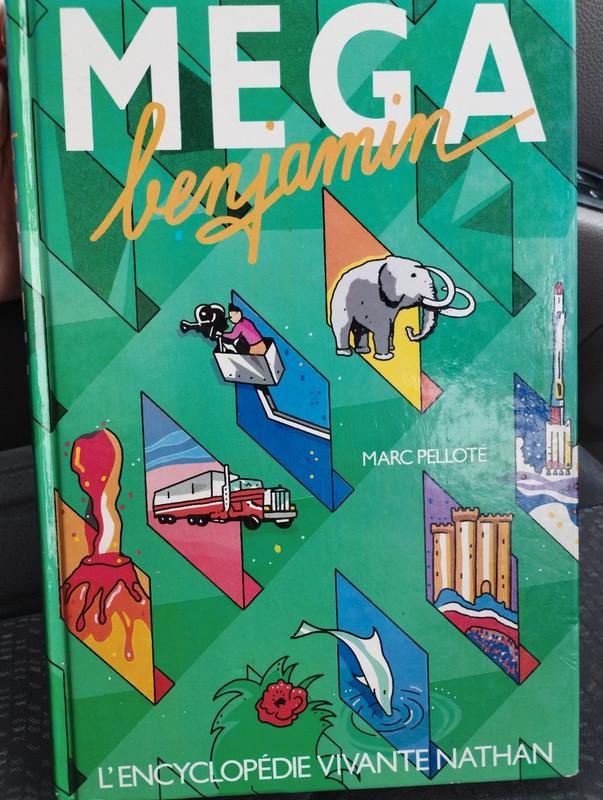 MEGA
benjamin
MARC PELLOTÉ
L'ENCYCLOPÉDIE VIVANTE NATHAN